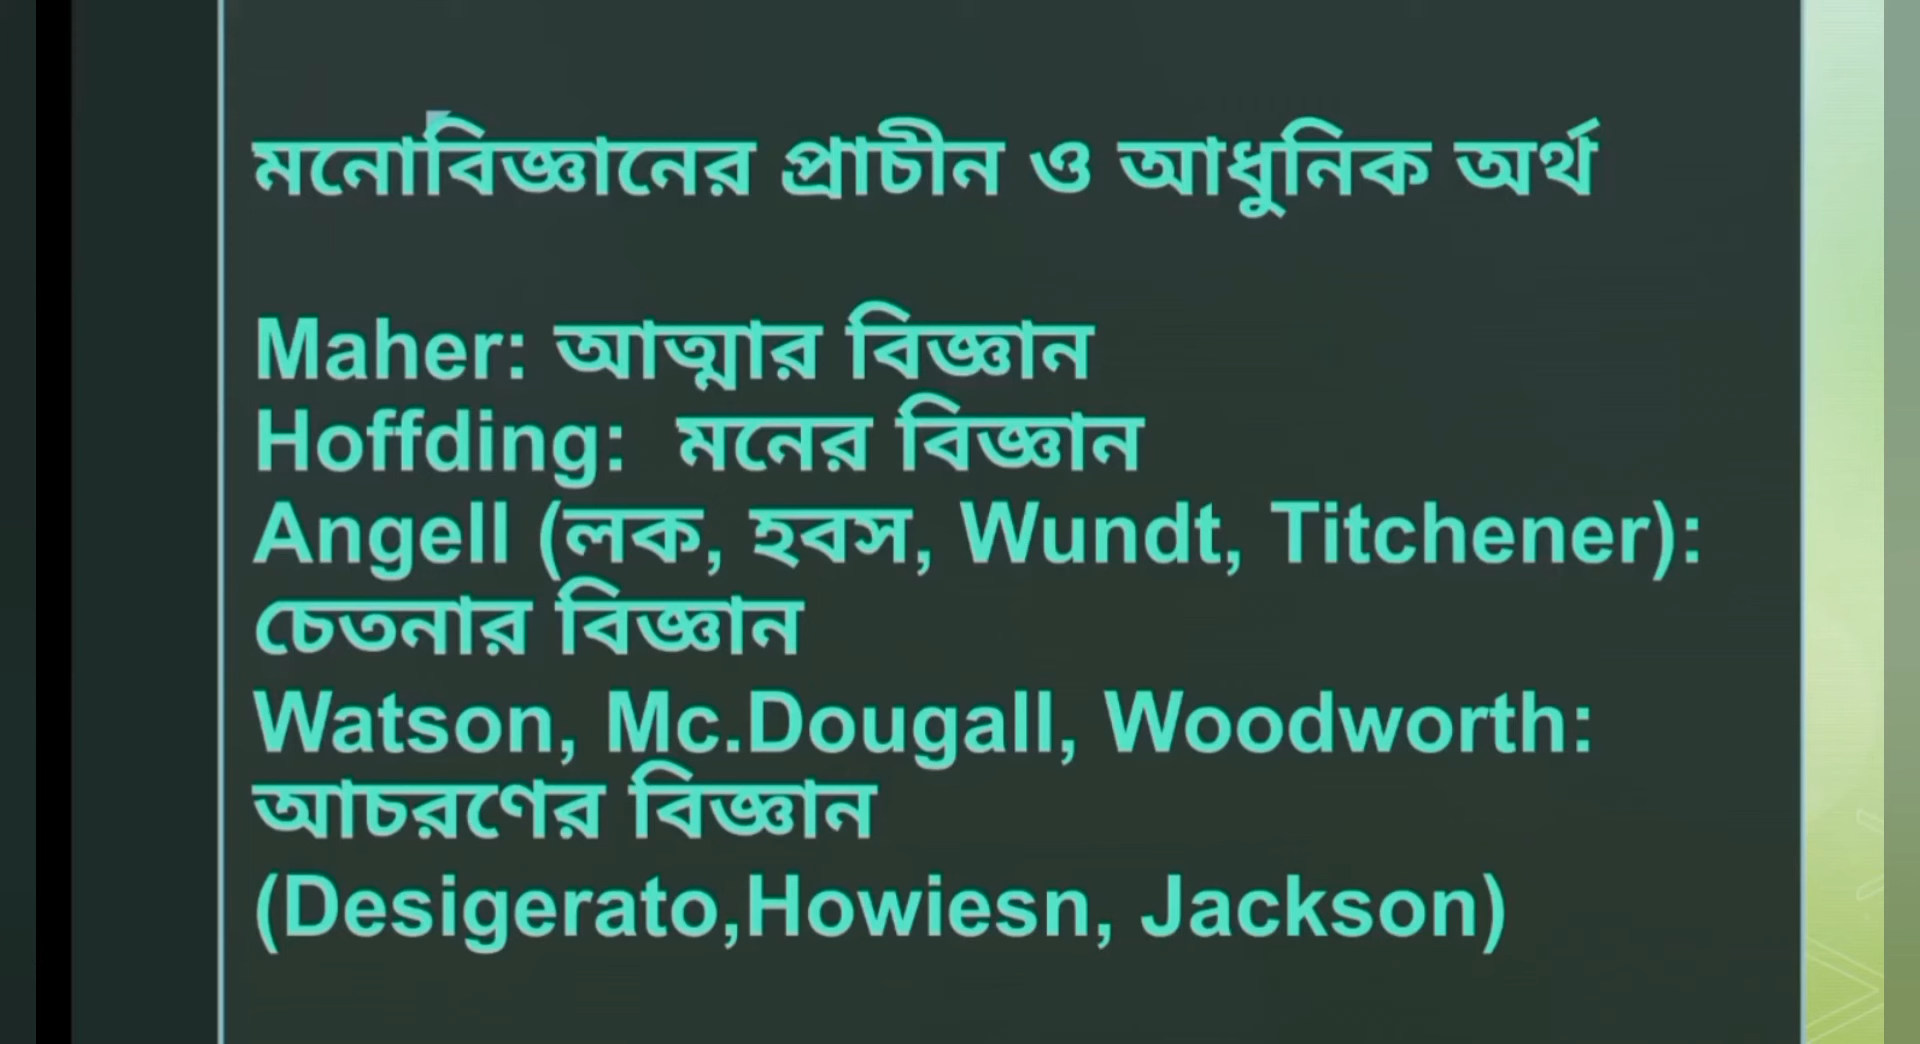 মনোবিজ্ঞানের প্রাচীন ও আধুনিক অর্থ
Maher: আত্মার বিজ্ঞান
Hoffding: মনের বিজ্ঞান
Angell (লক, হবস, Wundt, Titchener):
চেতনার বিজ্ঞান
Watson, Mc.Dougall, Woodworth:
আচরণের বিজ্ঞান
(Desigerato,Howiesn, Jackson)